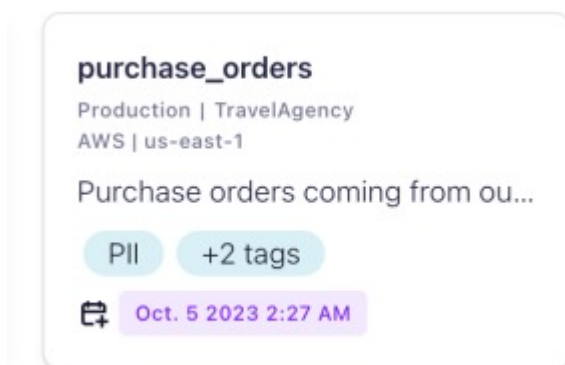 purchase_orders
Production | TravelAgency
AWS | us-east-1
Purchase orders coming from ou...
PII +2 tags
Oct. 5 2023 2:27 AM